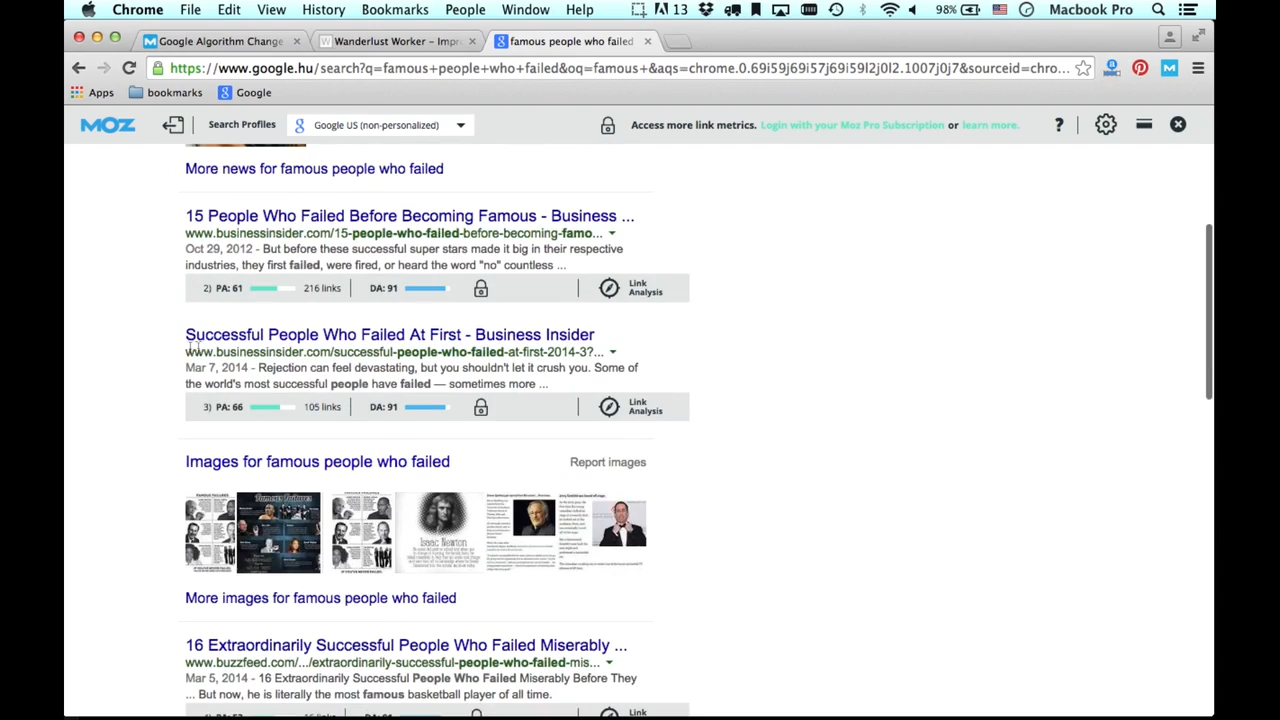 Chrome File Edit View History Bookmarks People Window Help 13 98% Macbook Pro
Google Algorithm Change Wanderlust Worker – Impr famous people who failed
https://www.google.hu/search?q=famous+people+who+failed&oq=famous+&aqs=chrome.0.69i59j69i57j69i59l2j0l2.1007j0j7&sourceid=chro...
Apps bookmarks Google
MOZ Search Profiles Google US (non-personalized) Access more link metrics. Login with your Moz Pro Subscription or learn more. ?
More news for famous people who failed
15 People Who Failed Before Becoming Famous - Business ...
www.businessinsider.com/15-people-who-failed-before-becoming-famo...
Oct 29, 2012 - But before these successful super stars made it big in their respective
industries, they first failed, were fired, or heard the word "no" countless ...
2) PA: 61 216 links DA: 91 Link Analysis
Successful People Who Failed At First - Business Insider
www.businessinsider.com/successful-people-who-failed-at-first-2014-3?...
Mar 7, 2014 - Rejection can feel devastating, but you shouldn't let it crush you. Some of
the world's most successful people have failed — sometimes more ...
3) PA: 66 105 links DA: 91 Link Analysis
Images for famous people who failed Report images
Famous Failures
Isaac Newton
More images for famous people who failed
16 Extraordinarily Successful People Who Failed Miserably ...
www.buzzfeed.com/.../extraordinarily-successful-people-who-failed-mis...
Mar 5, 2014 - 16 Extraordinarily Successful People Who Failed Miserably Before They
... But now, he is literally the most famous basketball player of all time.
Link